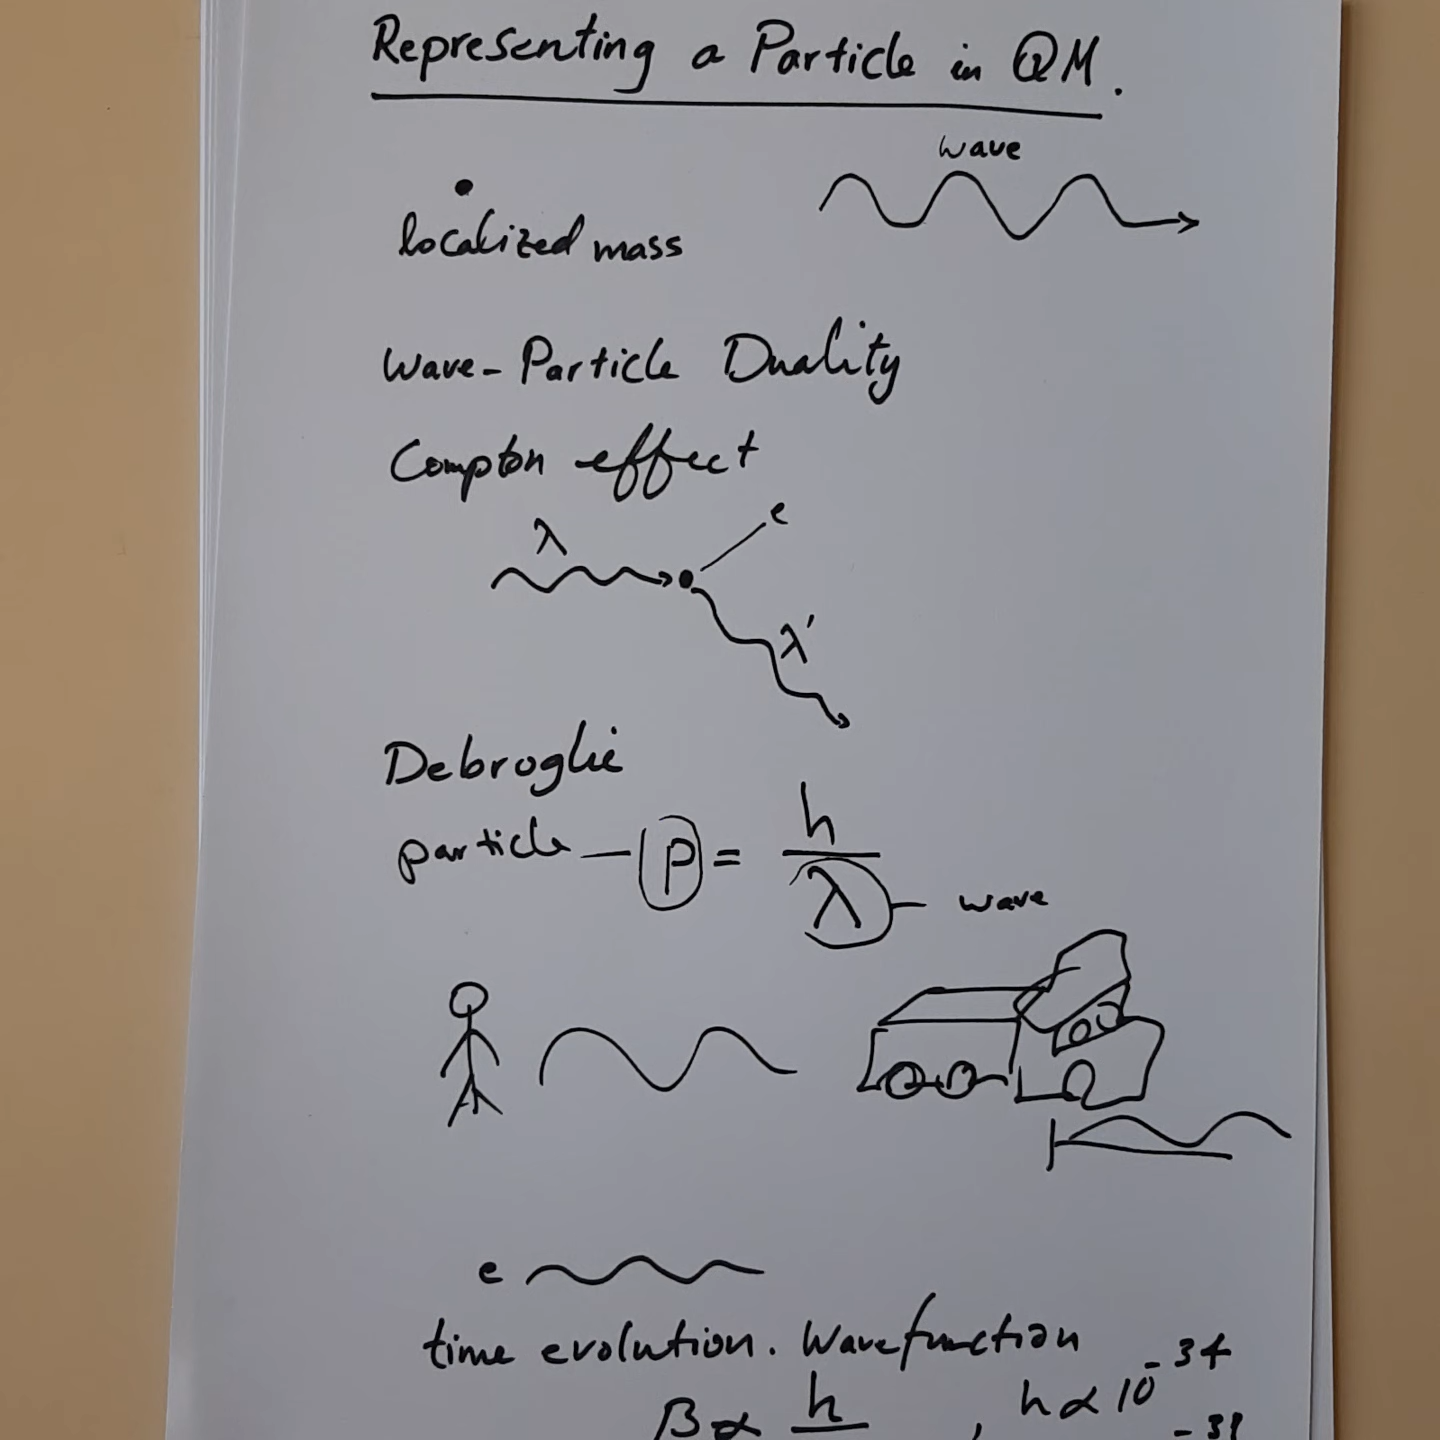 Representing a Particle in QM.
wave
localized mass
Wave-Particle Duality
Compton effect
e
λ
λ'
Debroglie
particle — p = h / λ — wave
e
time evolution. Wavefunction
β ∝ h , h ∝ 10^-34
-31